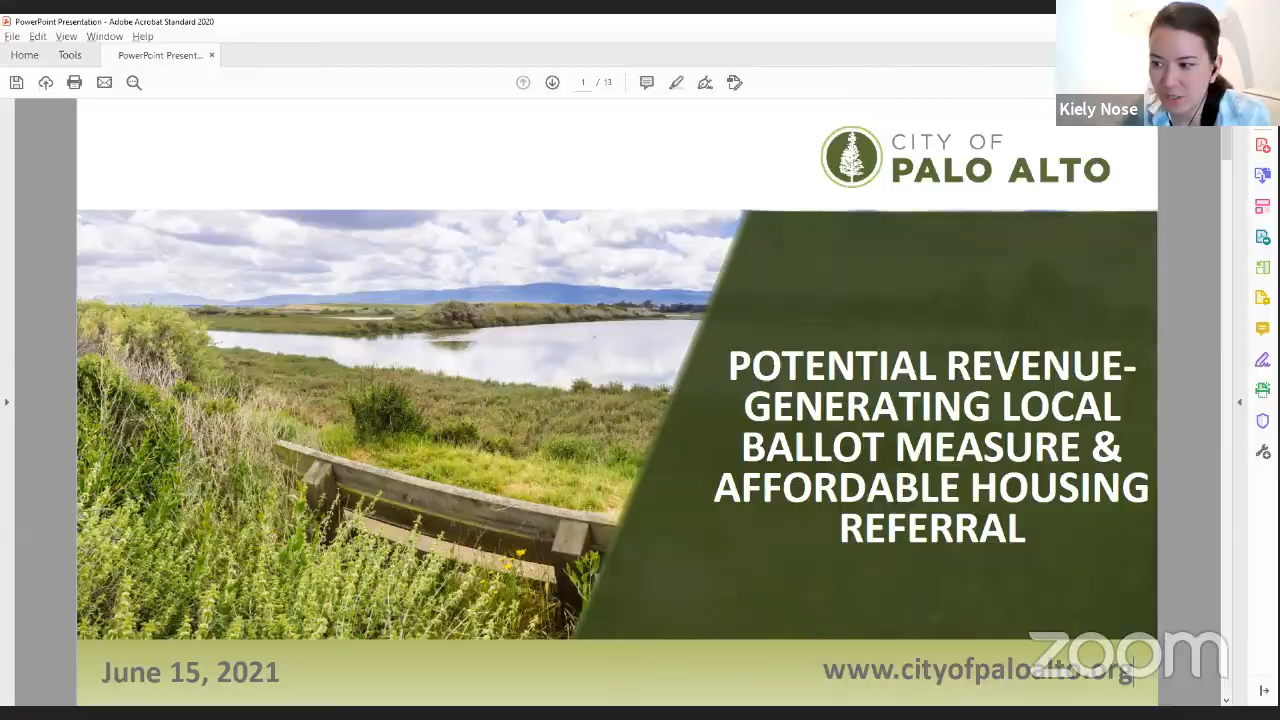 PowerPoint Presentation - Adobe Acrobat Standard 2020
File Edit View Window Help
Home Tools PowerPoint Present... ×
1 / 13
Kiely Nose
CITY OF
PALO ALTO
POTENTIAL REVENUE-
GENERATING LOCAL
BALLOT MEASURE &
AFFORDABLE HOUSING
REFERRAL
June 15, 2021
www.cityofpaloalto.org
zoom